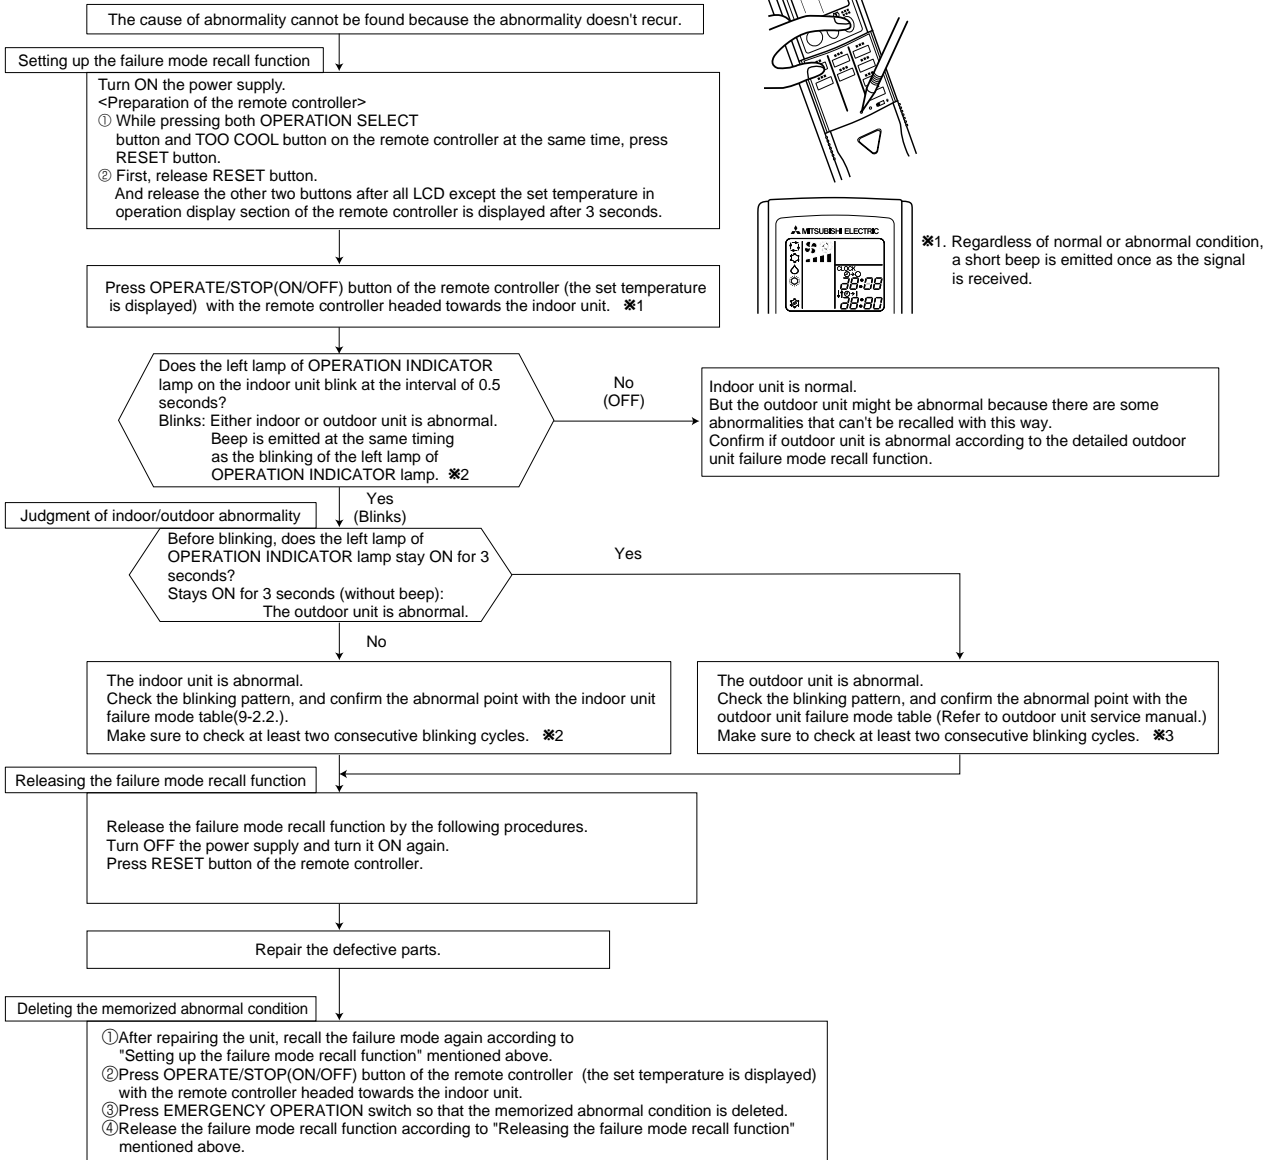 The cause of abnormality cannot be found because the abnormality doesn't recur.
Setting up the failure mode recall function
Turn ON the power supply.
<Preparation of the remote controller>
① While pressing both OPERATION SELECT
button and TOO COOL button on the remote controller at the same time, press
RESET button.
② First, release RESET button.
And release the other two buttons after all LCD except the set temperature in
operation display section of the remote controller is displayed after 3 seconds.
MITSUBISHI ELECTRIC
CLOCK
88:08
88:80
※1. Regardless of normal or abnormal condition,
a short beep is emitted once as the signal
is received.
Press OPERATE/STOP(ON/OFF) button of the remote controller (the set temperature
is displayed) with the remote controller headed towards the indoor unit. ※1
Does the left lamp of OPERATION INDICATOR
lamp on the indoor unit blink at the interval of 0.5
seconds?
Blinks: Either indoor or outdoor unit is abnormal.
Beep is emitted at the same timing
as the blinking of the left lamp of
OPERATION INDICATOR lamp. ※2
No
(OFF)
Indoor unit is normal.
But the outdoor unit might be abnormal because there are some
abnormalities that can't be recalled with this way.
Confirm if outdoor unit is abnormal according to the detailed outdoor
unit failure mode recall function.
Yes
(Blinks)
Judgment of indoor/outdoor abnormality
Before blinking, does the left lamp of
OPERATION INDICATOR lamp stay ON for 3
seconds?
Stays ON for 3 seconds (without beep):
The outdoor unit is abnormal.
Yes
No
The indoor unit is abnormal.
Check the blinking pattern, and confirm the abnormal point with the indoor unit
failure mode table(9-2.2.).
Make sure to check at least two consecutive blinking cycles. ※2
The outdoor unit is abnormal.
Check the blinking pattern, and confirm the abnormal point with the
outdoor unit failure mode table (Refer to outdoor unit service manual.)
Make sure to check at least two consecutive blinking cycles. ※3
Releasing the failure mode recall function
Release the failure mode recall function by the following procedures.
Turn OFF the power supply and turn it ON again.
Press RESET button of the remote controller.
Repair the defective parts.
Deleting the memorized abnormal condition
①After repairing the unit, recall the failure mode again according to
"Setting up the failure mode recall function" mentioned above.
②Press OPERATE/STOP(ON/OFF) button of the remote controller (the set temperature is displayed)
with the remote controller headed towards the indoor unit.
③Press EMERGENCY OPERATION switch so that the memorized abnormal condition is deleted.
④Release the failure mode recall function according to "Releasing the failure mode recall function"
mentioned above.